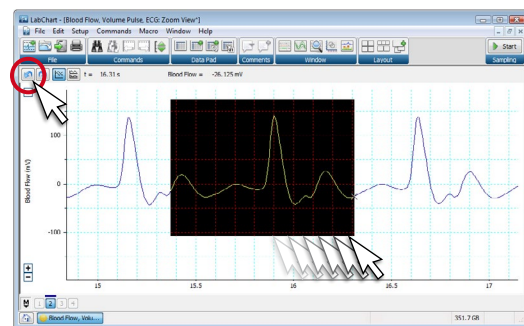 LabChart - [Blood Flow, Volume Pulse, ECG: Zoom View*]
File Edit Setup Commands Macro Window Help
Start
File Commands Data Pad Comments Window Layout Sampling
t = 16.31 s Blood Flow = -26.125 mV
100
0
-100
Blood Flow (mV)
15 15.5 16 16.5 17
1 2 3 4
Blood Flow, Volu...
351.7 GB